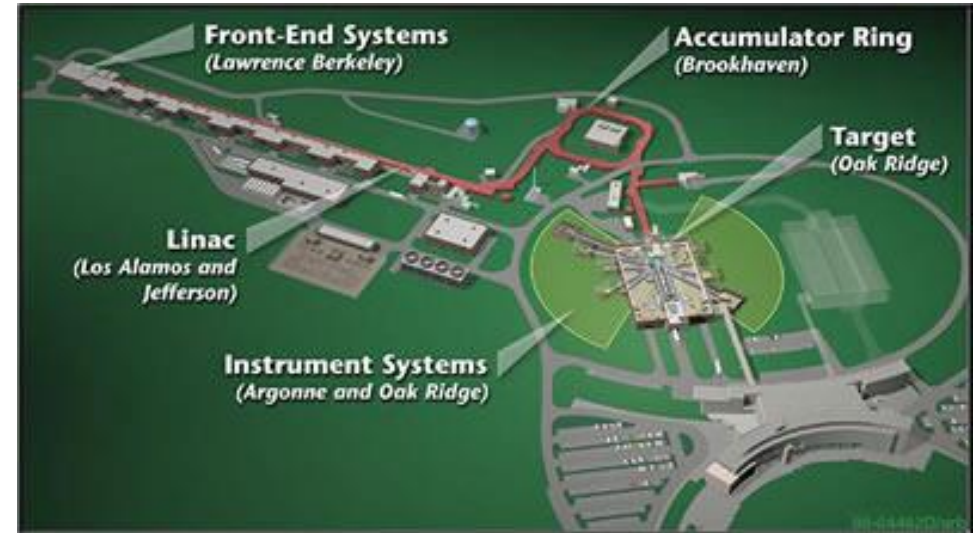 Front-End Systems
(Lawrence Berkeley)
Accumulator Ring
(Brookhaven)
Target
(Oak Ridge)
Linac
(Los Alamos and
Jefferson)
Instrument Systems
(Argonne and Oak Ridge)